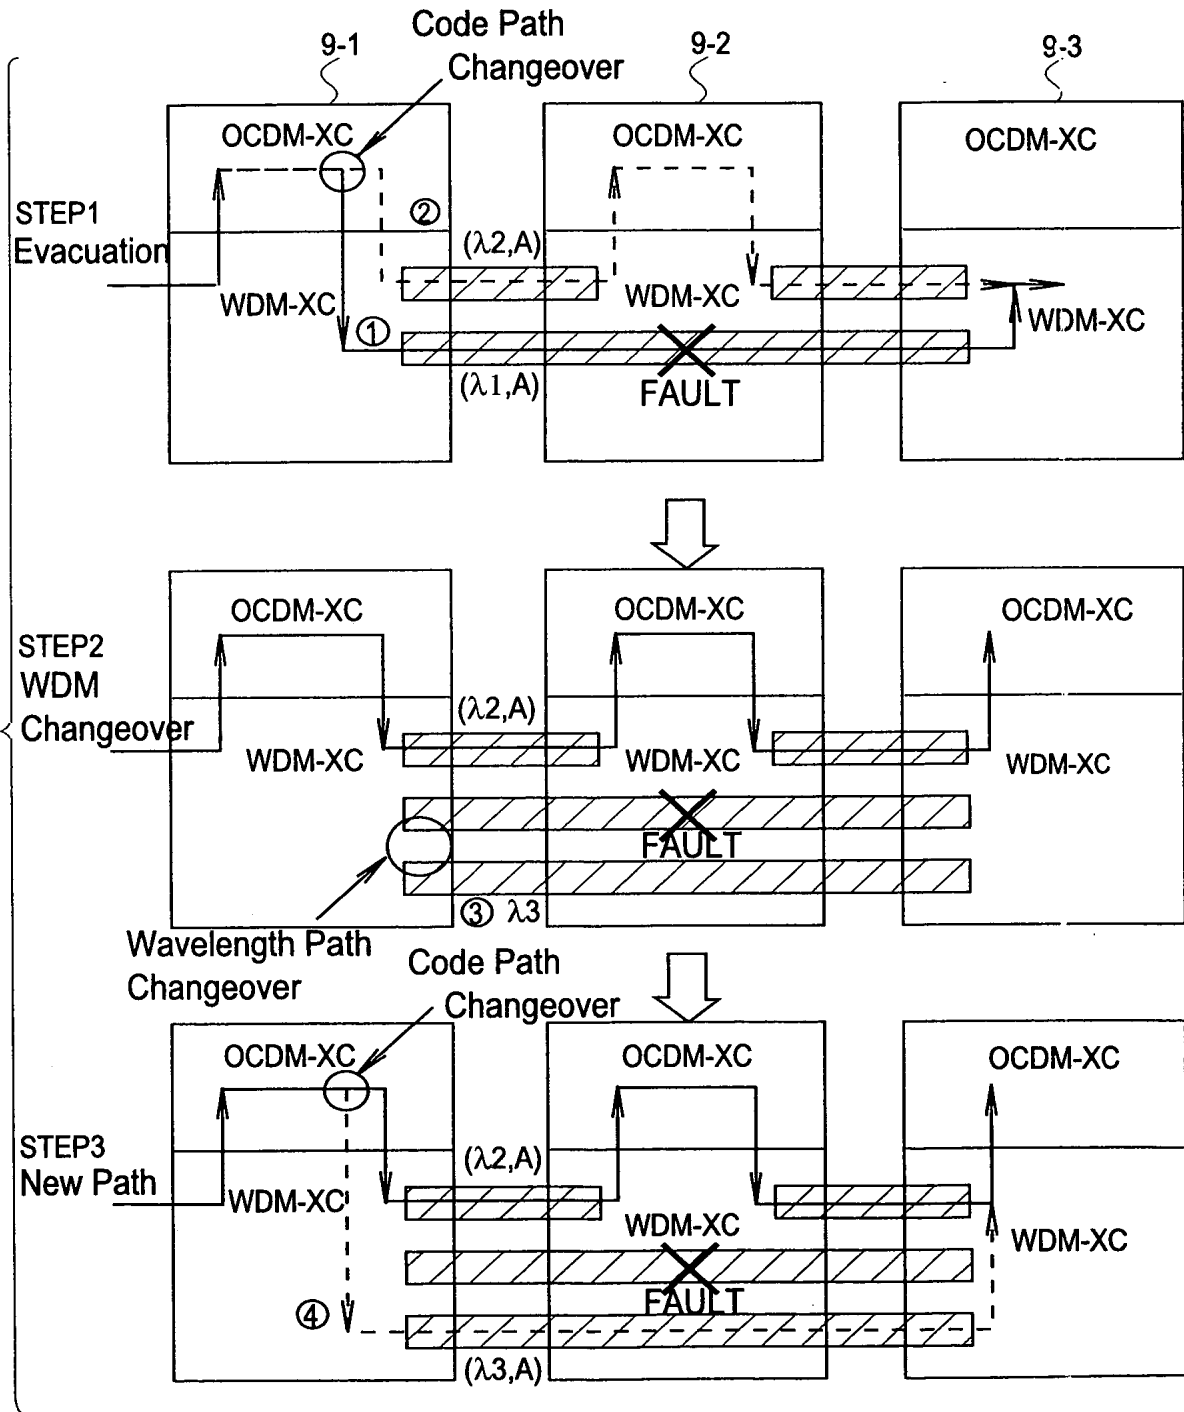 Code Path
Changeover
9-1
9-2
9-3
OCDM-XC
OCDM-XC
OCDM-XC
STEP1
Evacuation
②
(λ2,A)
WDM-XC
WDM-XC
WDM-XC
①
(λ1,A)
FAULT
OCDM-XC
OCDM-XC
OCDM-XC
STEP2
WDM
Changeover
(λ2,A)
WDM-XC
WDM-XC
WDM-XC
FAULT
③ λ3
Wavelength Path
Changeover
Code Path
Changeover
OCDM-XC
OCDM-XC
OCDM-XC
STEP3
New Path
(λ2,A)
WDM-XC
WDM-XC
WDM-XC
FAULT
④
(λ3,A)